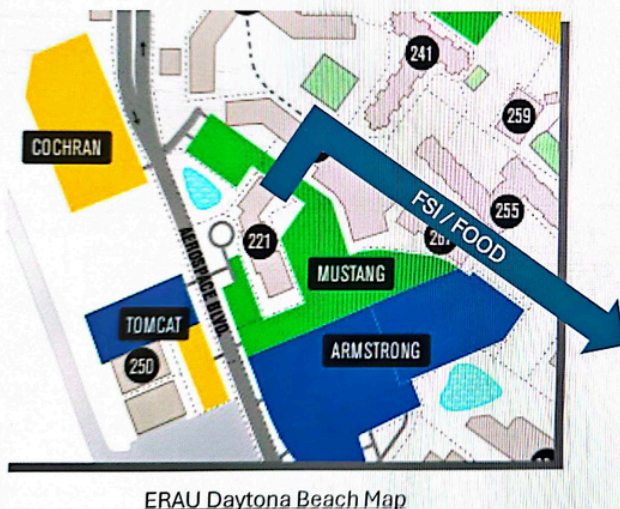 241
259
COCHRAN
FSI / FOOD
255
221
AEROSPACE BLVD.
MUSTANG
TOMCAT
ARMSTRONG
250
ERAU Daytona Beach Map